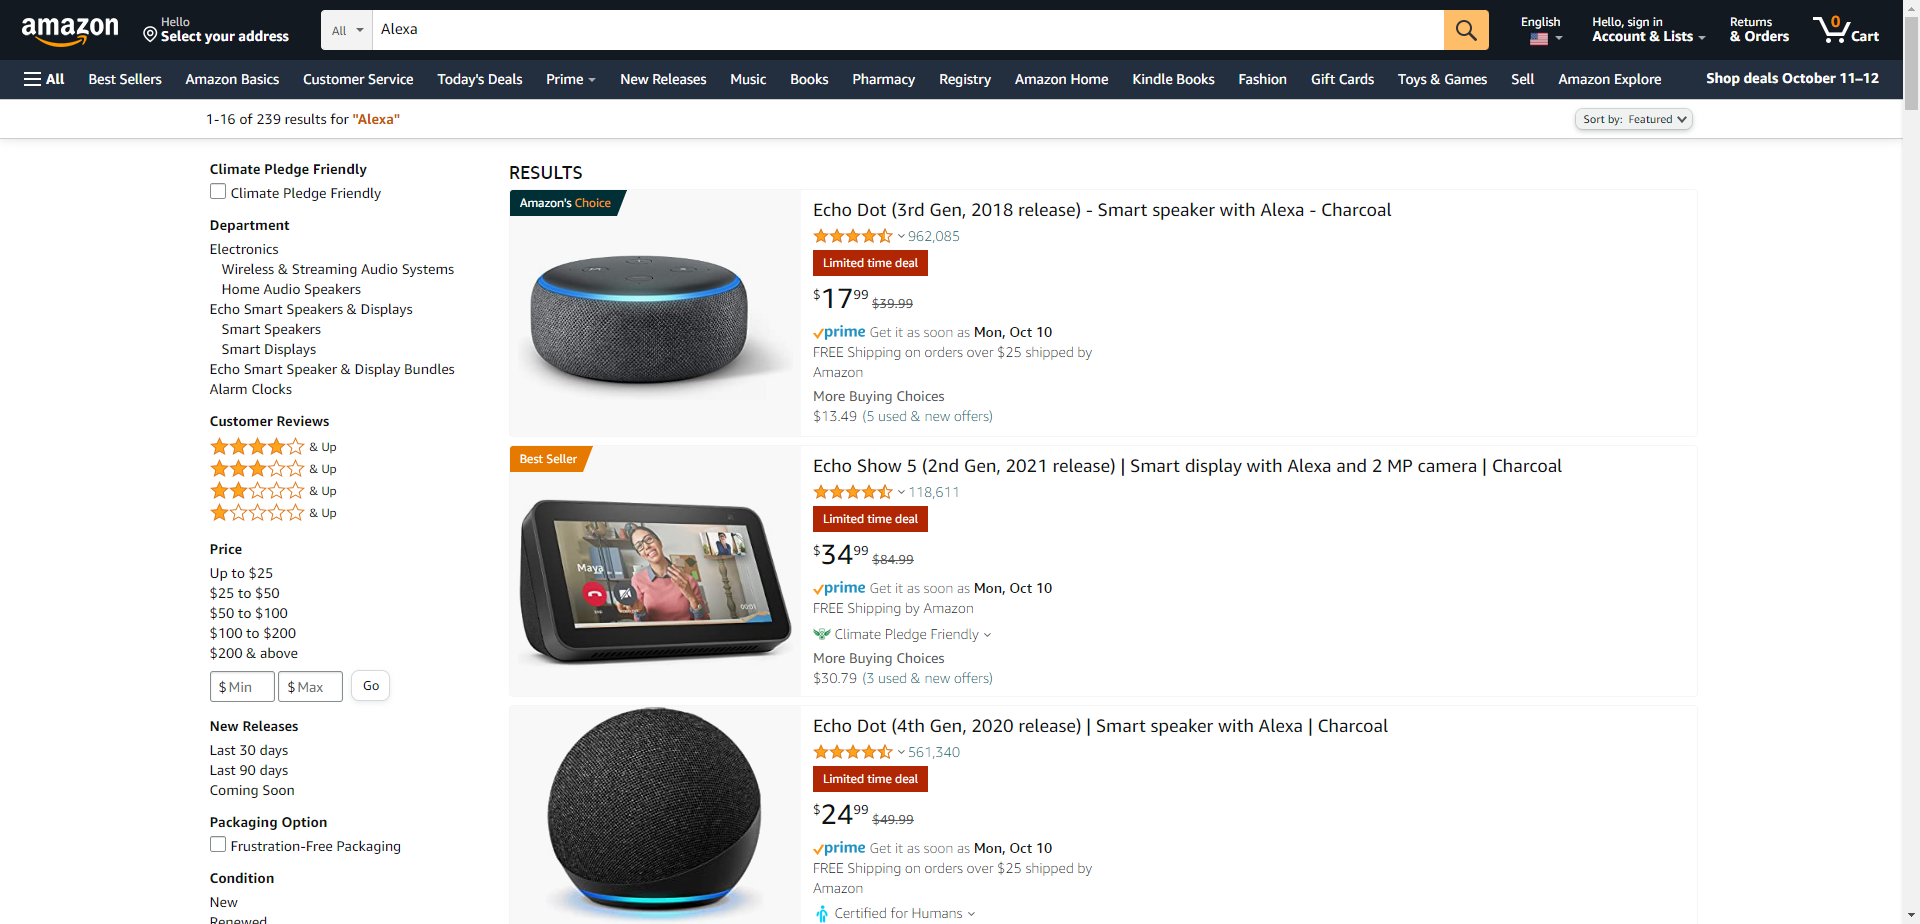 amazon
Hello
Select your address
All
Alexa
English
Hello, sign in
Account & Lists
Returns
& Orders
0
Cart
All
Best Sellers
Amazon Basics
Customer Service
Today's Deals
Prime
New Releases
Music
Books
Pharmacy
Registry
Amazon Home
Kindle Books
Fashion
Gift Cards
Toys & Games
Sell
Amazon Explore
Shop deals October 11–12
1-16 of 239 results for "Alexa"
Sort by: Featured
Climate Pledge Friendly
Climate Pledge Friendly
Department
Electronics
Wireless & Streaming Audio Systems
Home Audio Speakers
Echo Smart Speakers & Displays
Smart Speakers
Smart Displays
Echo Smart Speaker & Display Bundles
Alarm Clocks
Customer Reviews
& Up
& Up
& Up
& Up
Price
Up to $25
$25 to $50
$50 to $100
$100 to $200
$200 & above
$ Min
$ Max
Go
New Releases
Last 30 days
Last 90 days
Coming Soon
Packaging Option
Frustration-Free Packaging
Condition
New
Renewed
RESULTS
Amazon's Choice
Echo Dot (3rd Gen, 2018 release) - Smart speaker with Alexa - Charcoal
962,085
Limited time deal
$1799 $39.99
prime Get it as soon as Mon, Oct 10
FREE Shipping on orders over $25 shipped by
Amazon
More Buying Choices
$13.49 (5 used & new offers)
Best Seller
Maya
00:01
Echo Show 5 (2nd Gen, 2021 release) | Smart display with Alexa and 2 MP camera | Charcoal
118,611
Limited time deal
$3499 $84.99
prime Get it as soon as Mon, Oct 10
FREE Shipping by Amazon
Climate Pledge Friendly
More Buying Choices
$30.79 (3 used & new offers)
Echo Dot (4th Gen, 2020 release) | Smart speaker with Alexa | Charcoal
561,340
Limited time deal
$2499 $49.99
prime Get it as soon as Mon, Oct 10
FREE Shipping on orders over $25 shipped by
Amazon
Certified for Humans